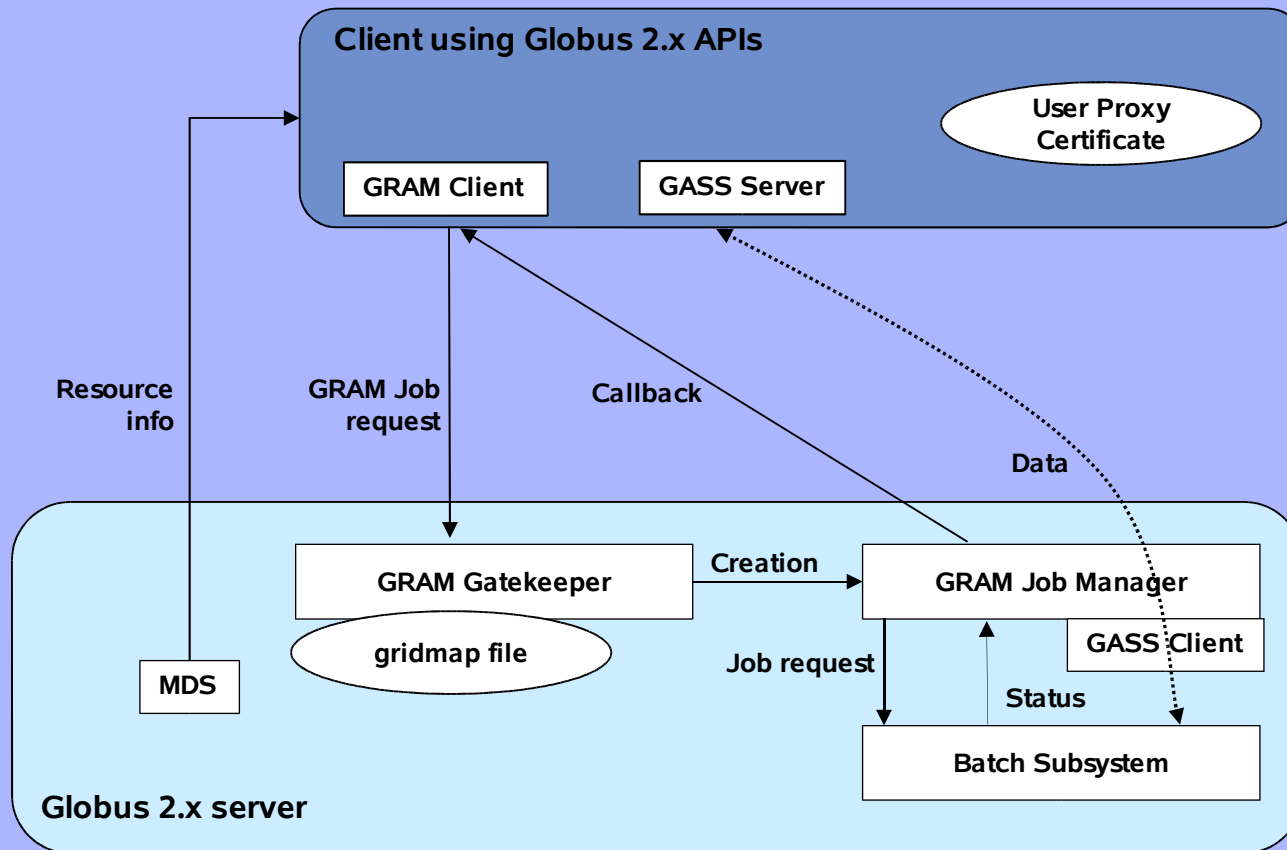 Client using Globus 2.x APIs
User Proxy
Certificate
GRAM Client
GASS Server
Resource
info
GRAM Job
request
Callback
Data
GRAM Gatekeeper
Creation
GRAM Job Manager
gridmap file
GASS Client
Job request
MDS
Status
Batch Subsystem
Globus 2.x server